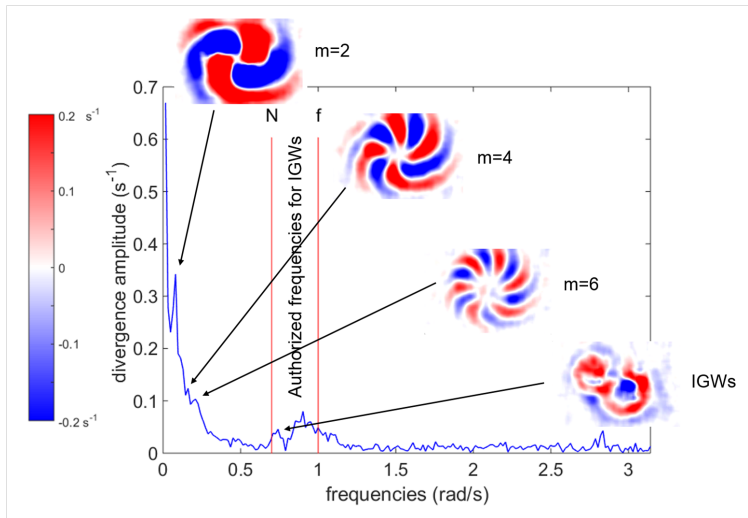 m=2
0.2 s-1
0.1
0
-0.1
-0.2 s-1
divergence amplitude (s-1)
0.7
0.6
0.5
0.4
0.3
0.2
0.1
0
N
f
Authorized frequencies for IGWs
m=4
m=6
IGWs
0 0.5 1 1.5 2 2.5 3
frequencies (rad/s)